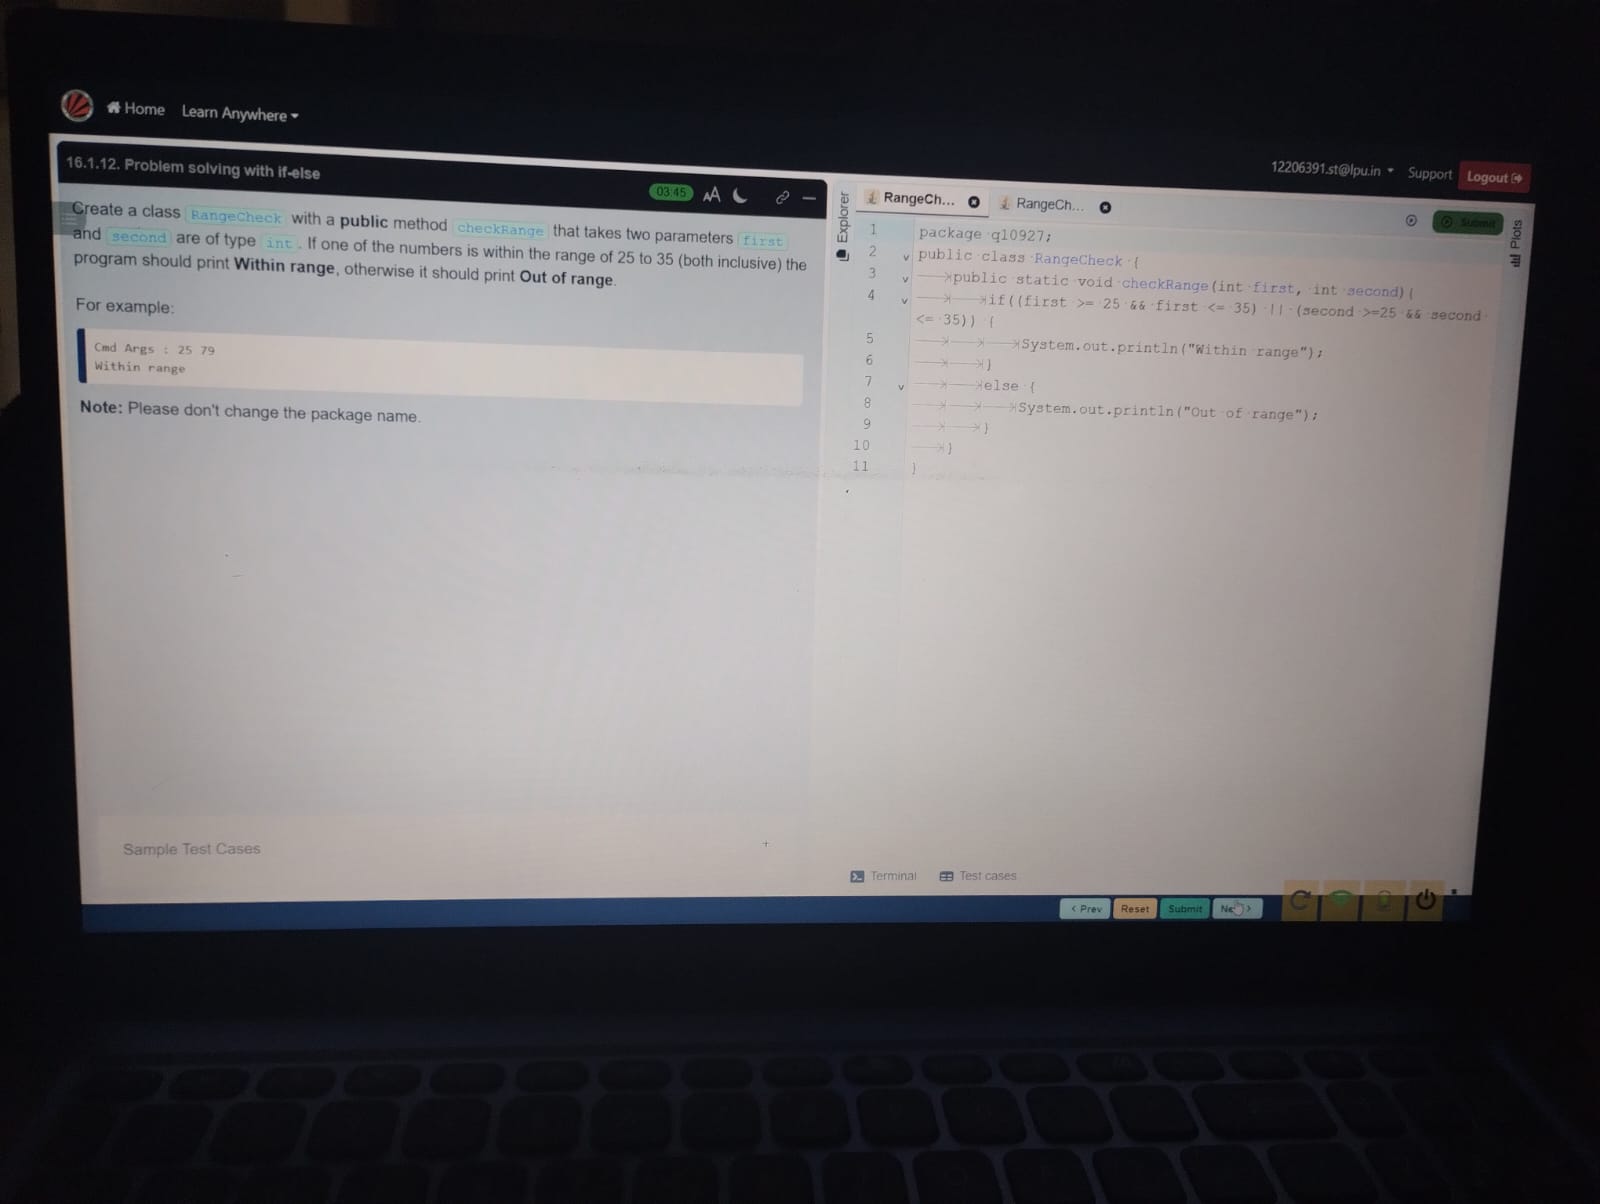 Home Learn Anywhere
12206391.st@lpu.in Support Logout
16.1.12. Problem solving with if-else
03:45 AA
Create a class RangeCheck with a public method checkRange that takes two parameters first
and second are of type int . If one of the numbers is within the range of 25 to 35 (both inclusive) the
program should print Within range, otherwise it should print Out of range.
For example:
Cmd Args : 25 79
Within range
Note: Please don't change the package name.
Sample Test Cases
Explorer
RangeCh... RangeCh...
Submit
Plots
1 package q10927;
2 public class RangeCheck {
3 public static void checkRange(int first, int second){
4 if((first >= 25 && first <= 35) || (second >=25 && second
<= 35)) {
5 System.out.println("Within range");
6 }
7 else {
8 System.out.println("Out of range");
9 }
10 }
11 }
Terminal Test cases
< Prev Reset Submit >